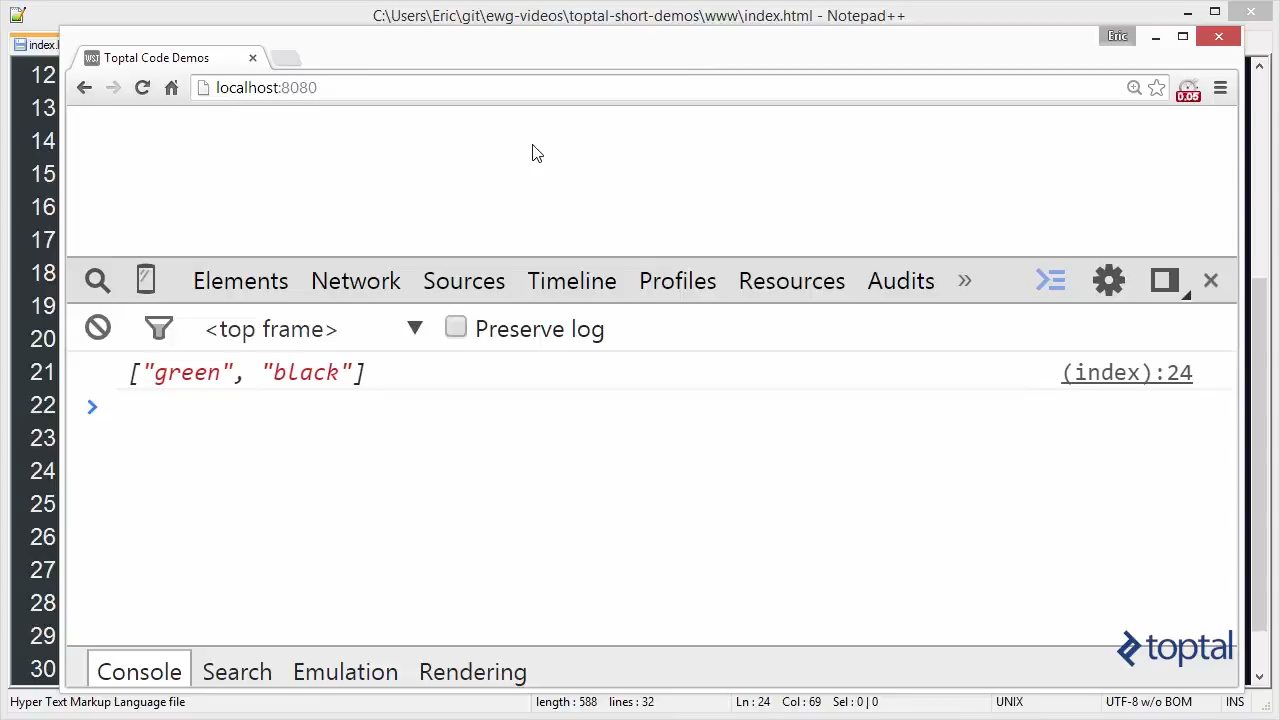 C:\Users\Eric\git\ewg-videos\toptal-short-demos\www\index.html - Notepad++
Eric
index.
Toptal Code Demos
localhost:8080
0.05
12
13
14
15
16
17
18
19
20
21
22
23
24
25
26
27
28
29
30
Elements Network Sources Timeline Profiles Resources Audits »
<top frame> Preserve log
["green", "black"] (index):24
toptal
Console Search Emulation Rendering
Hyper Text Markup Language file length : 588 lines : 32 Ln : 24 Col : 69 Sel : 0 | 0 UNIX UTF-8 w/o BOM INS